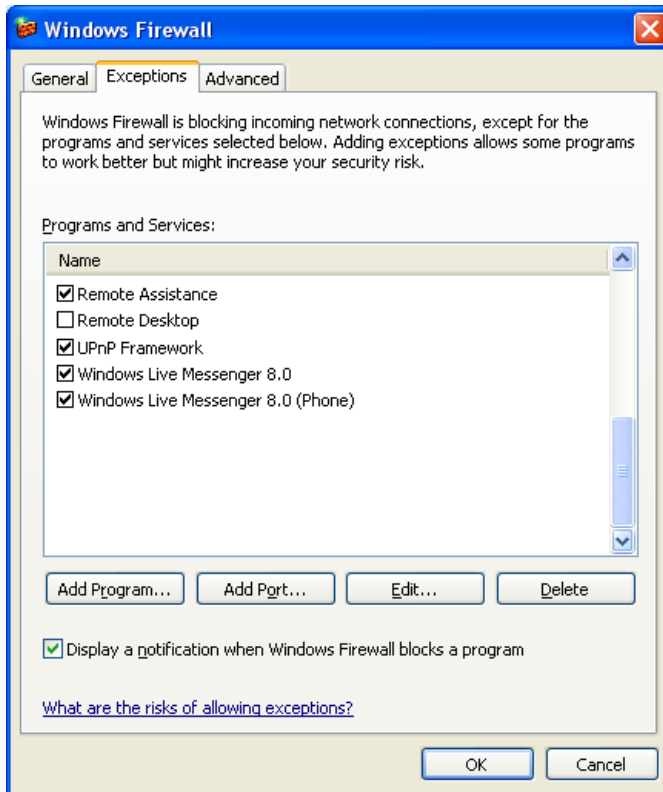 Windows Firewall
General Exceptions Advanced
Windows Firewall is blocking incoming network connections, except for the
programs and services selected below. Adding exceptions allows some programs
to work better but might increase your security risk.
Programs and Services:
Name
Remote Assistance
Remote Desktop
UPnP Framework
Windows Live Messenger 8.0
Windows Live Messenger 8.0 (Phone)
Add Program... Add Port... Edit... Delete
Display a notification when Windows Firewall blocks a program
What are the risks of allowing exceptions?
OK Cancel